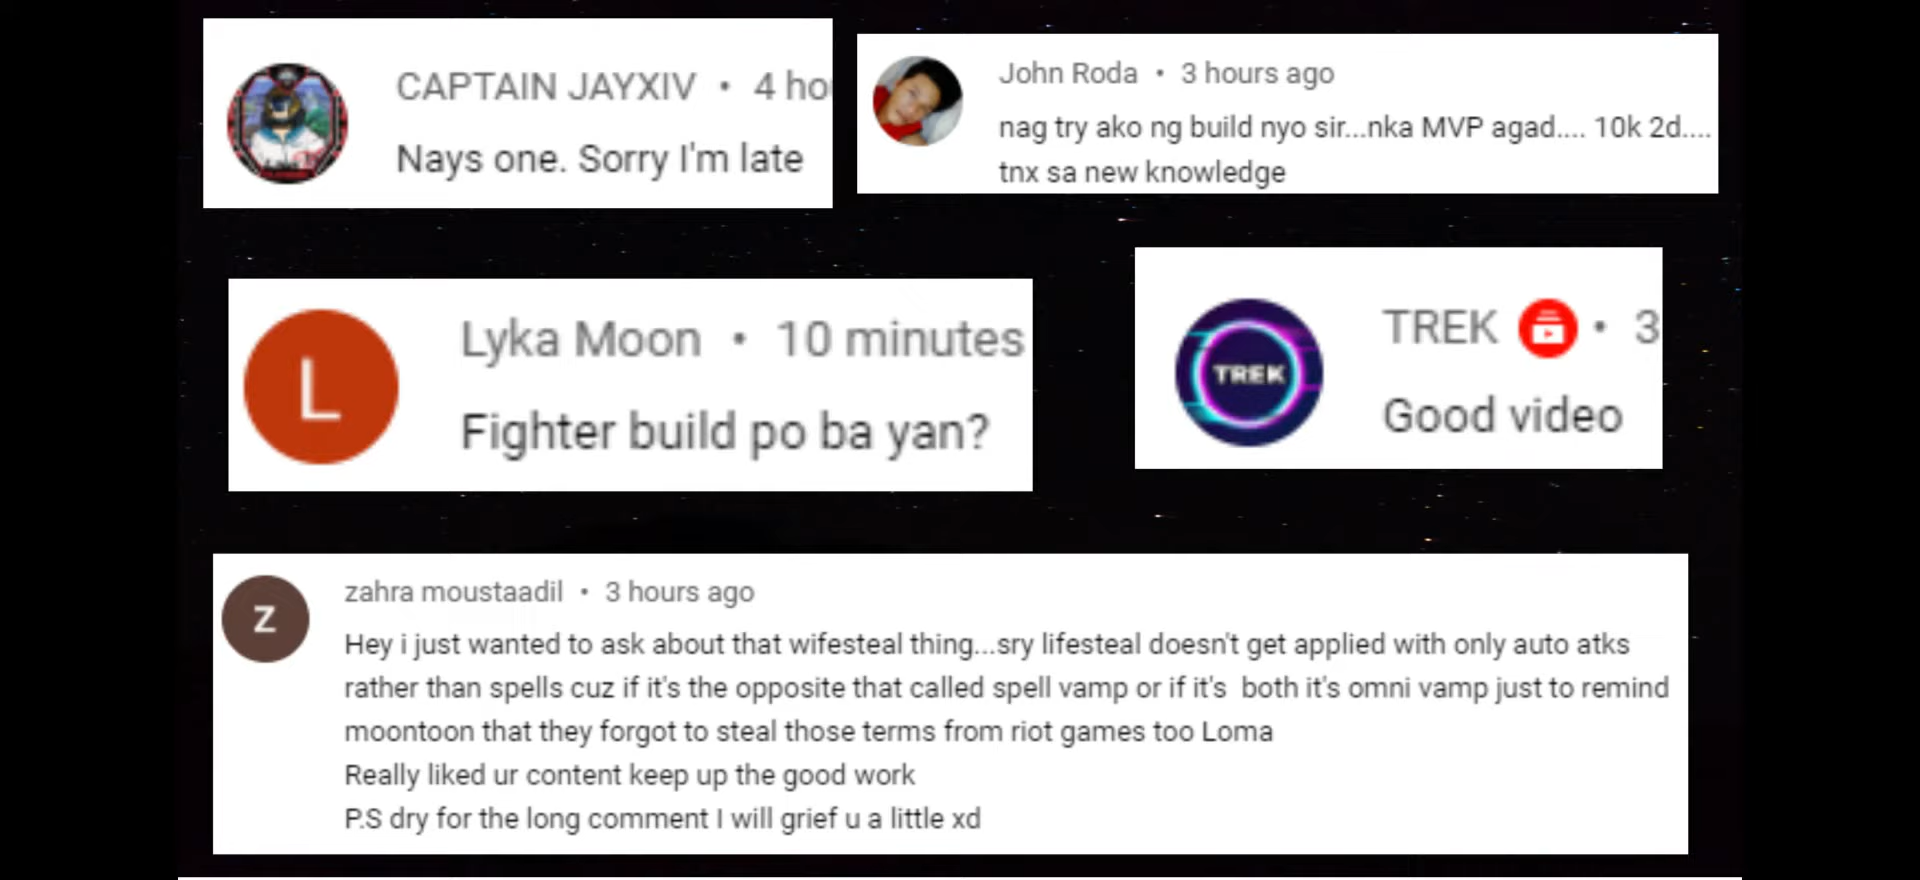 CAPTAIN JAYXIV • 4 ho
Nays one. Sorry I'm late
John Roda • 3 hours ago
nag try ako ng build nyo sir...nka MVP agad.... 10k 2d....
tnx sa new knowledge
L
Lyka Moon • 10 minutes
Fighter build po ba yan?
TREK
TREK • 3
Good video
z
zahra moustaadil • 3 hours ago
Hey i just wanted to ask about that wifesteal thing...sry lifesteal doesn't get applied with only auto atks
rather than spells cuz if it's the opposite that called spell vamp or if it's  both it's omni vamp just to remind
moontoon that they forgot to steal those terms from riot games too Loma
Really liked ur content keep up the good work
P.S dry for the long comment I will grief u a little xd